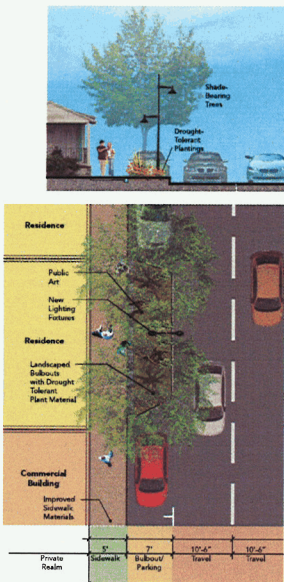 Shade-
Bearing
Trees
Drought-
Tolerant
Plantings
Residence
Public
Art
New
Lighting
Fixtures
Residence
Landscaped
Bulbouts
with Drought
Tolerant
Plant Material
Commercial
Building
Improved
Sidewalk
Materials
5' 7' 10'-6" 10'-6"
Private Sidewalk Bulbout/ Travel Travel
Realm Parking